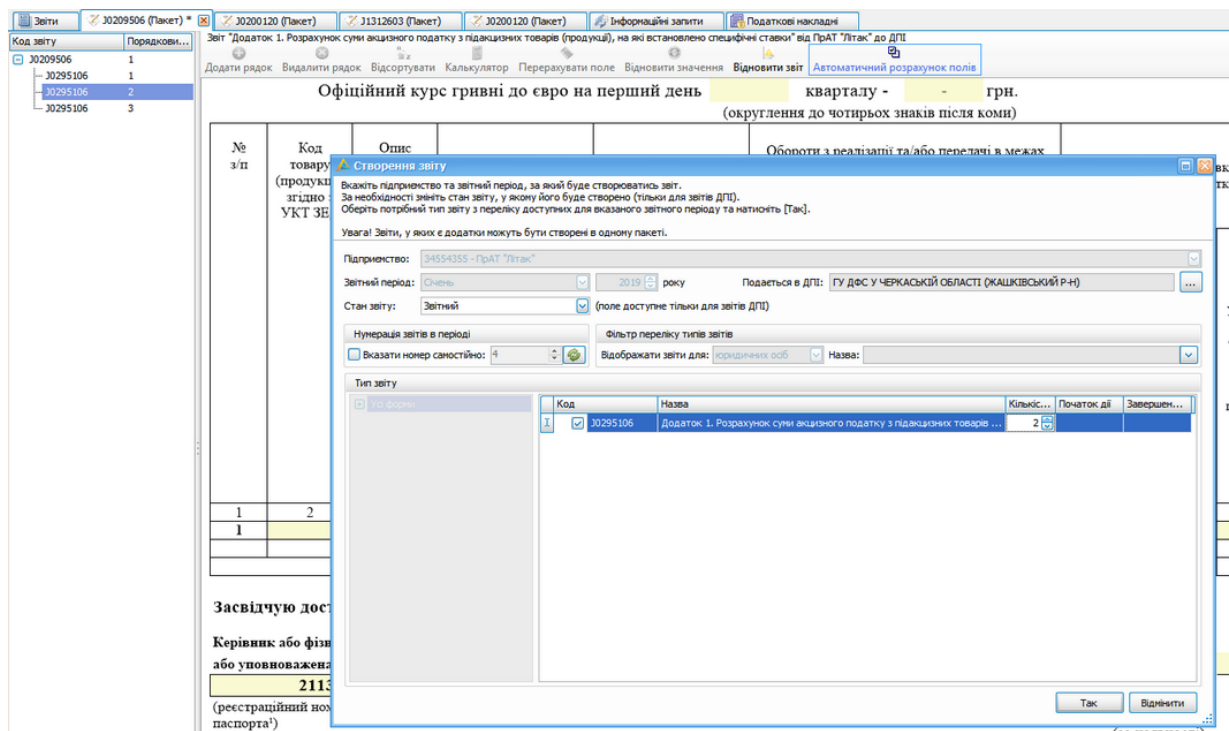 Звіти
J0209506 (Пакет) *
J0200120 (Пакет)
J1312603 (Пакет)
J0200120 (Пакет)
Інформаційні запити
Податкові накладні
Код звіту
Порядкови...
J0209506 1
J0295106 1
J0295106 2
J0295106 3
Звіт "Додаток 1. Розрахунок суми акцизного податку з підакцизних товарів (продукції), на які встановлено специфічні ставки" від ПрАТ "Літак" до ДПІ
Додати рядок Видалити рядок Відсортувати Калькулятор Перерахувати поле Відновити значення Відновити звіт Автоматичний розрахунок полів
Офіційний курс гривні до євро на перший день кварталу - - грн.
(округлення до чотирьох знаків після коми)
№
з/п
Код
товару
(продукц
згідно з
УКТ ЗЕ
Опис
Обороти з реалізації та/або передачі в межах
Створення звіту
Вкажіть підприємство та звітний період, за який буде створюватись звіт.
За необхідності змініть стан звіту, у якому його буде створено (тільки для звітів ДПІ).
Оберіть потрібний тип звіту з переліку доступних для вказаного звітного періоду та натисніть [Так].
Увага! Звіти, у яких є додатки можуть бути створені в одному пакеті.
Підприємство: 34554355 - ПрАТ "Літак"
Звітний період: Січень 2019 року Подається в ДПІ: ГУ ДФС У ЧЕРКАСЬКІЙ ОБЛАСТІ (ЖАШКІВСЬКИЙ Р-Н) ...
Стан звіту: Звітний (поле доступне тільки для звітів ДПІ)
Нумерація звітів в періоді
Фільтр переліку типів звітів
Вказати номер самостійно: 4
Відображати звіти для: юридичних осіб Назва:
Тип звіту
Усі форми
Код Назва Кількіс... Початок дії Завершен...
J0295106 Додаток 1. Розрахунок суми акцизного податку з підакцизних товарів ... 2
1 2
1
Засвідчую дост
Керівник або фізи
або уповноважена
2113
(реєстраційний ном
паспорта¹)
Так Відмінити